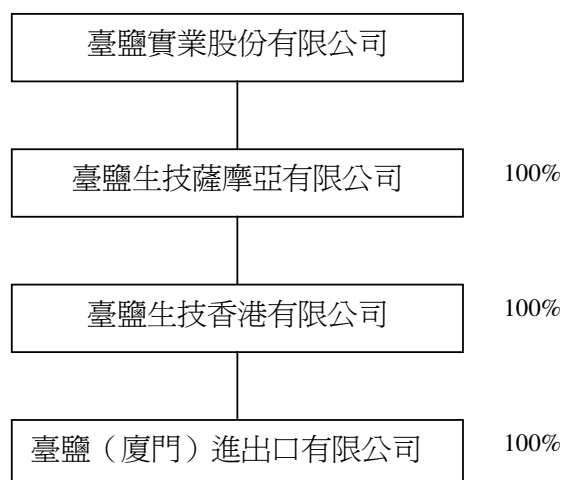 臺鹽實業股份有限公司
臺鹽生技薩摩亞有限公司 100%
臺鹽生技香港有限公司 100%
臺鹽（廈門）進出口有限公司 100%